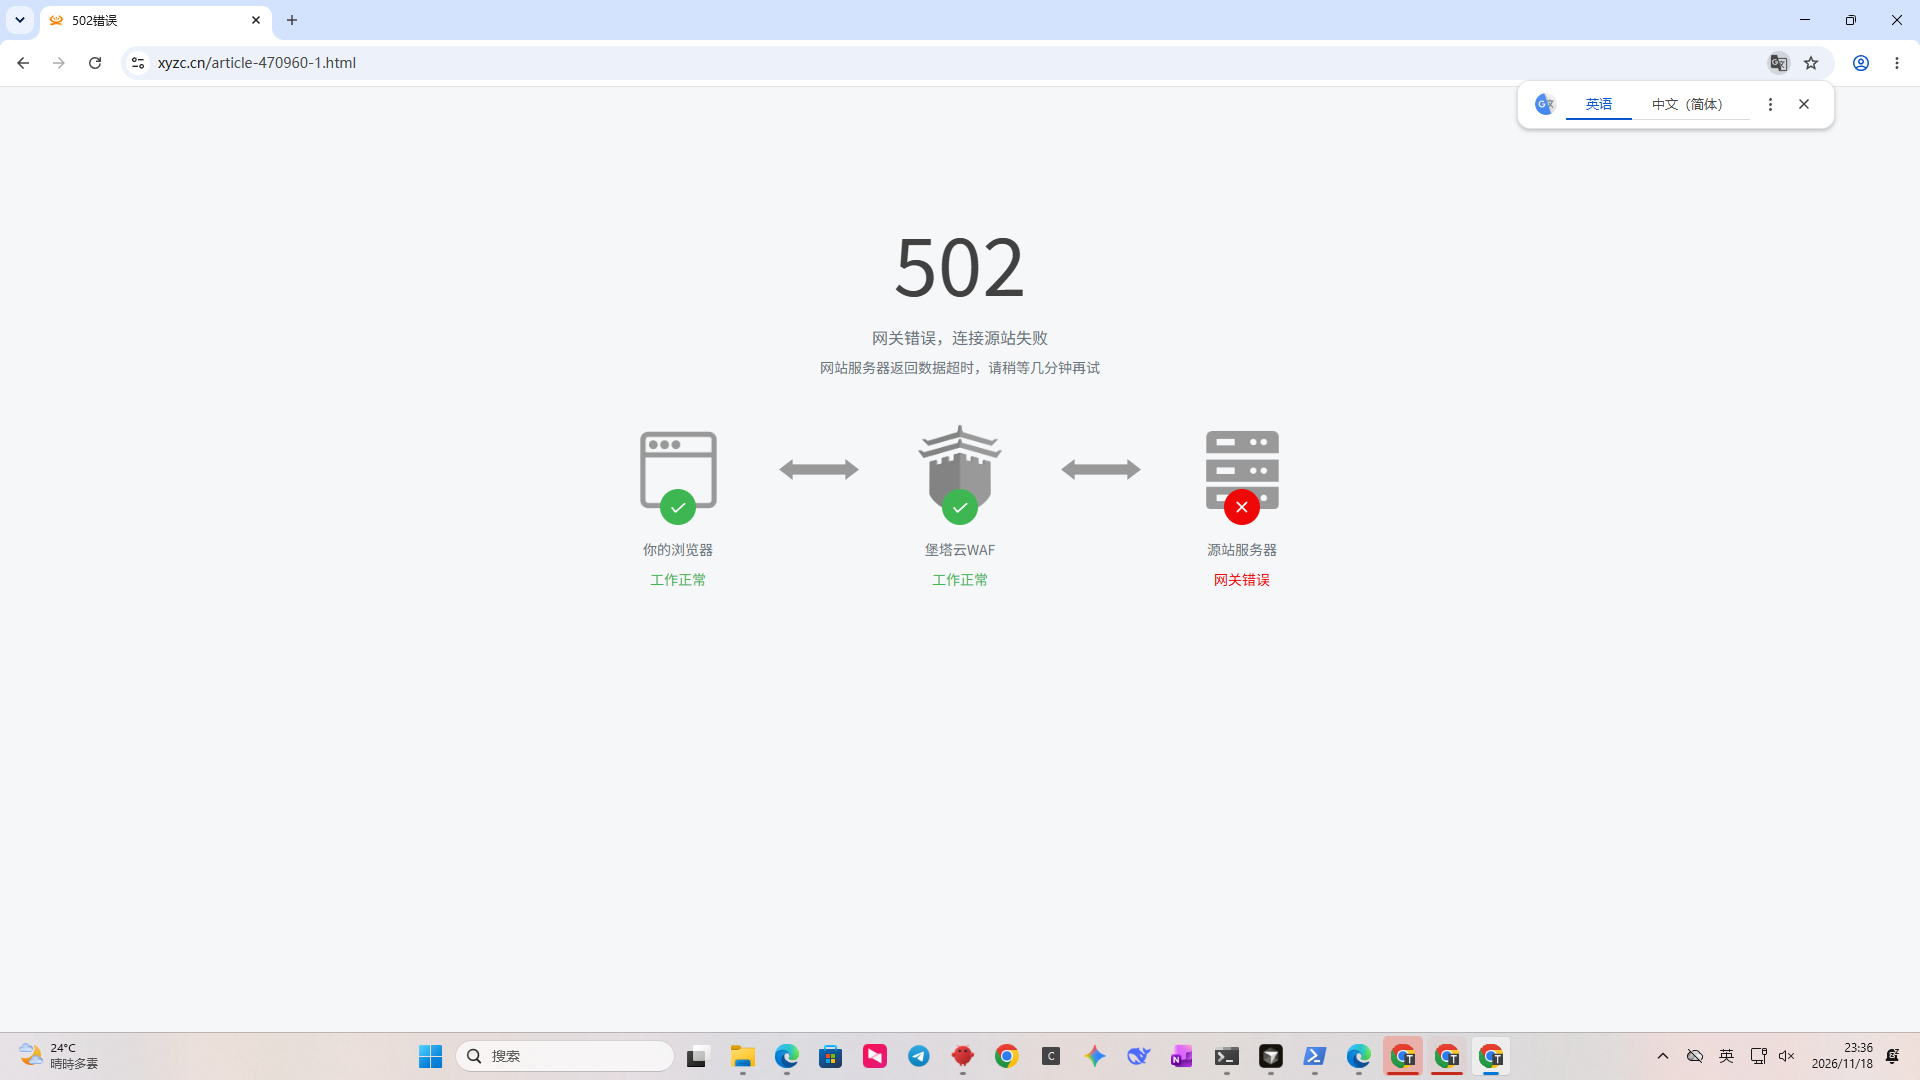 502错误
xyzc.cn/article-470960-1.html
英语
中文（简体）
502
网关错误，连接源站失败
网站服务器返回数据超时，请稍等几分钟再试
你的浏览器
堡塔云WAF
源站服务器
工作正常
工作正常
网关错误
24°C
晴時多雲
搜索
英
23:36
2026/11/18